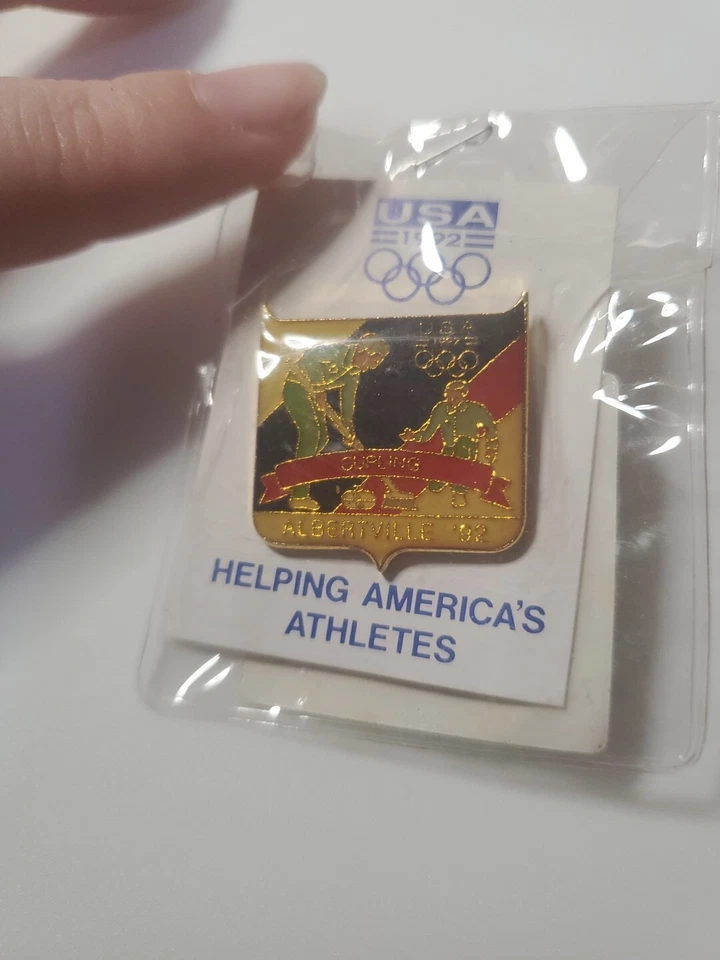 USA
1992
USA
1992
CURLING
ALBERTVILLE '92
HELPING AMERICA'S
ATHLETES